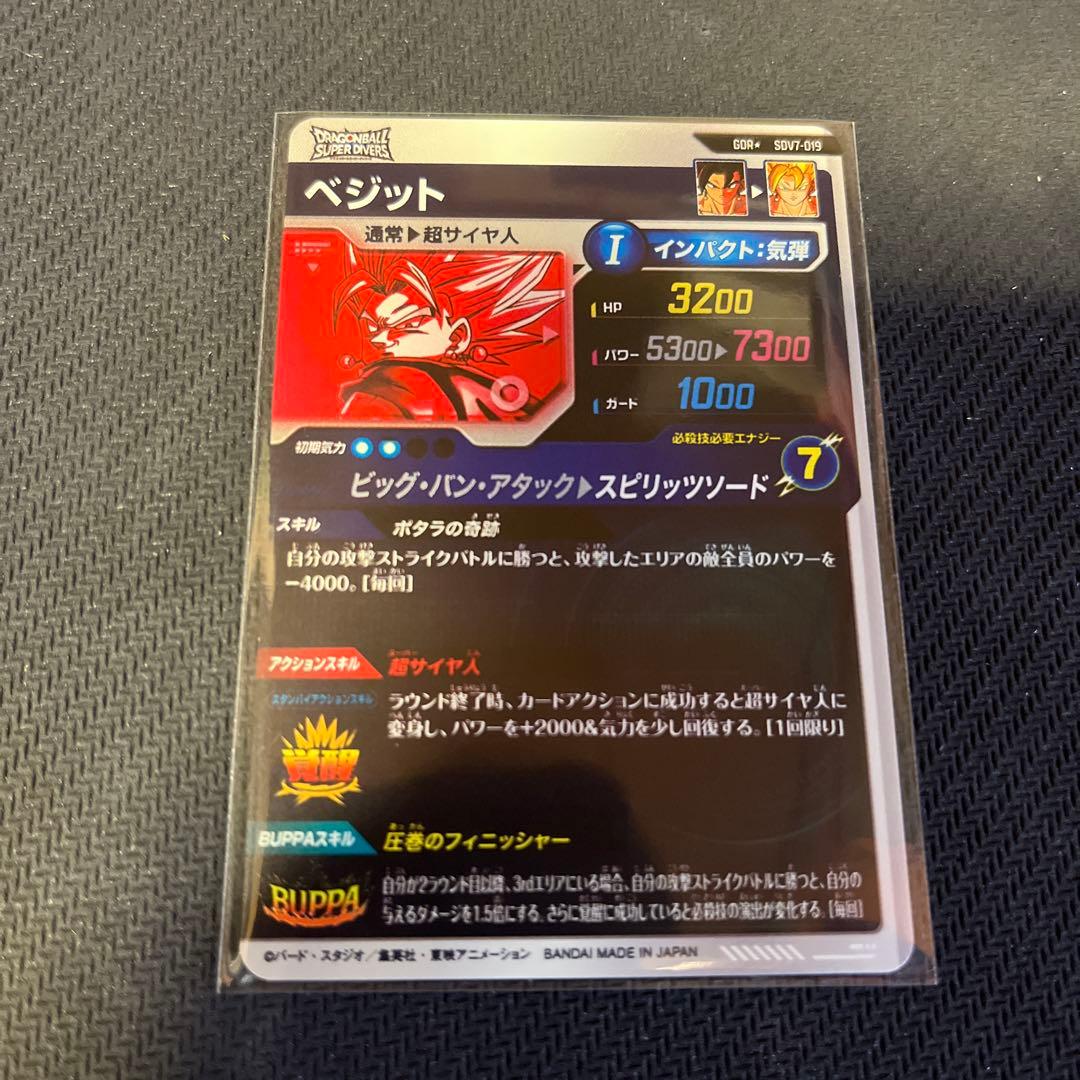 DRAGONBALL
SUPER DIVERS
GDR★ SDV7-019
ベジット
通常▶超サイヤ人
I インパクト:気弾
HP 3200
パワー 5300▶7300
ガード 1000
初期気力
必殺技必要エナジー
7
ビッグ・バン・アタック▶スピリッツソード
スキル ポタラの奇跡
自分の攻撃ストライクバトルに勝つと、攻撃したエリアの敵全員のパワーを
-4000。[毎回]
アクションスキル 超サイヤ人
スタンバイアクションスキル
覚醒
ラウンド終了時、カードアクションに成功すると超サイヤ人に
変身し、パワーを+2000&気力を少し回復する。[1回限り]
BUPPAスキル 圧巻のフィニッシャー
BUPPA
自分が2ラウンド目以降、3rdエリアにいる場合、自分の攻撃ストライクバトルに勝つと、自分の
与えるダメージを1.5倍にする。さらに覚醒に成功していると必殺技の演出が変化する。[毎回]
©バード・スタジオ/集英社・東映アニメーション BANDAI MADE IN JAPAN